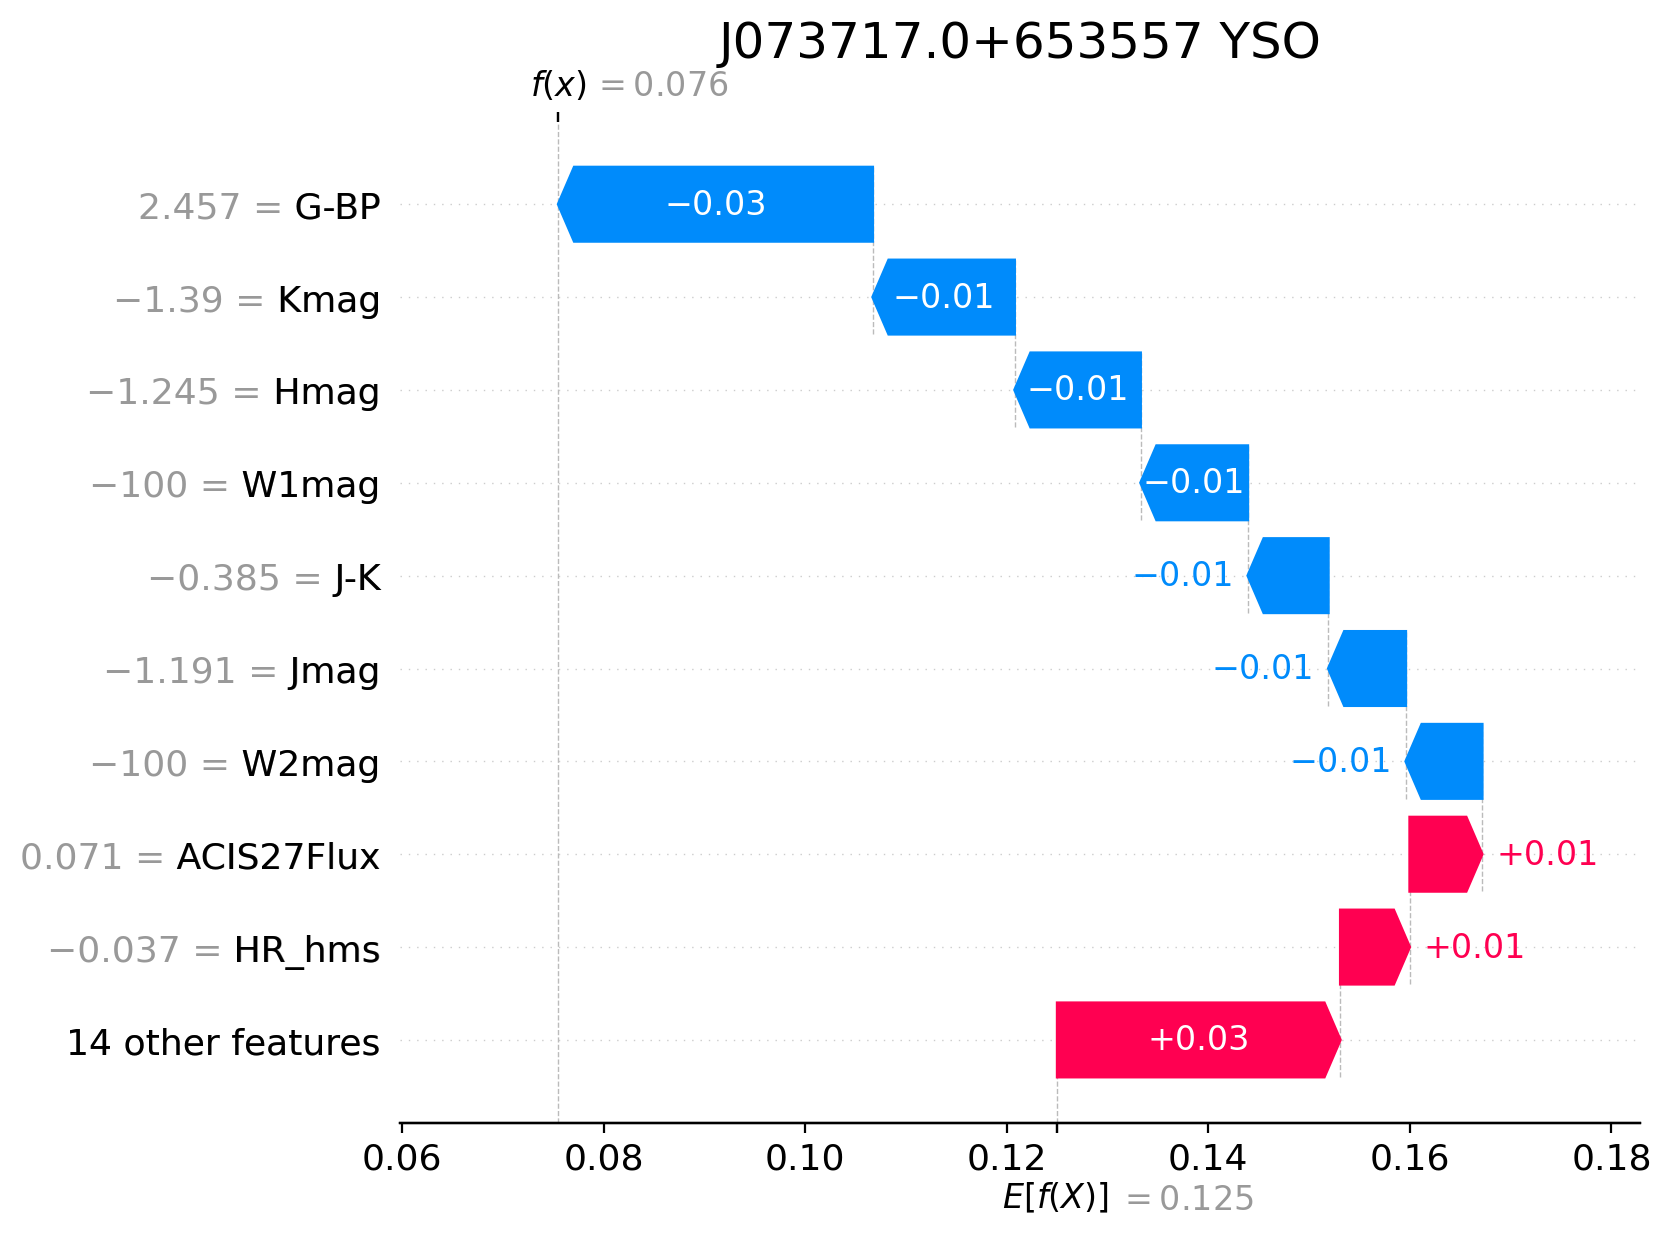 J073717.0+653557 YSO
f(x) = 0.076
2.457 = G-BP
−0.03
−1.39 = Kmag
−0.01
−1.245 = Hmag
−0.01
−100 = W1mag
−0.01
−0.385 = J-K
−0.01
−1.191 = Jmag
−0.01
−100 = W2mag
−0.01
0.071 = ACIS27Flux
+0.01
−0.037 = HR_hms
+0.01
14 other features
+0.03
0.06 0.08 0.10 0.12 0.14 0.16 0.18
E[f(X)] = 0.125